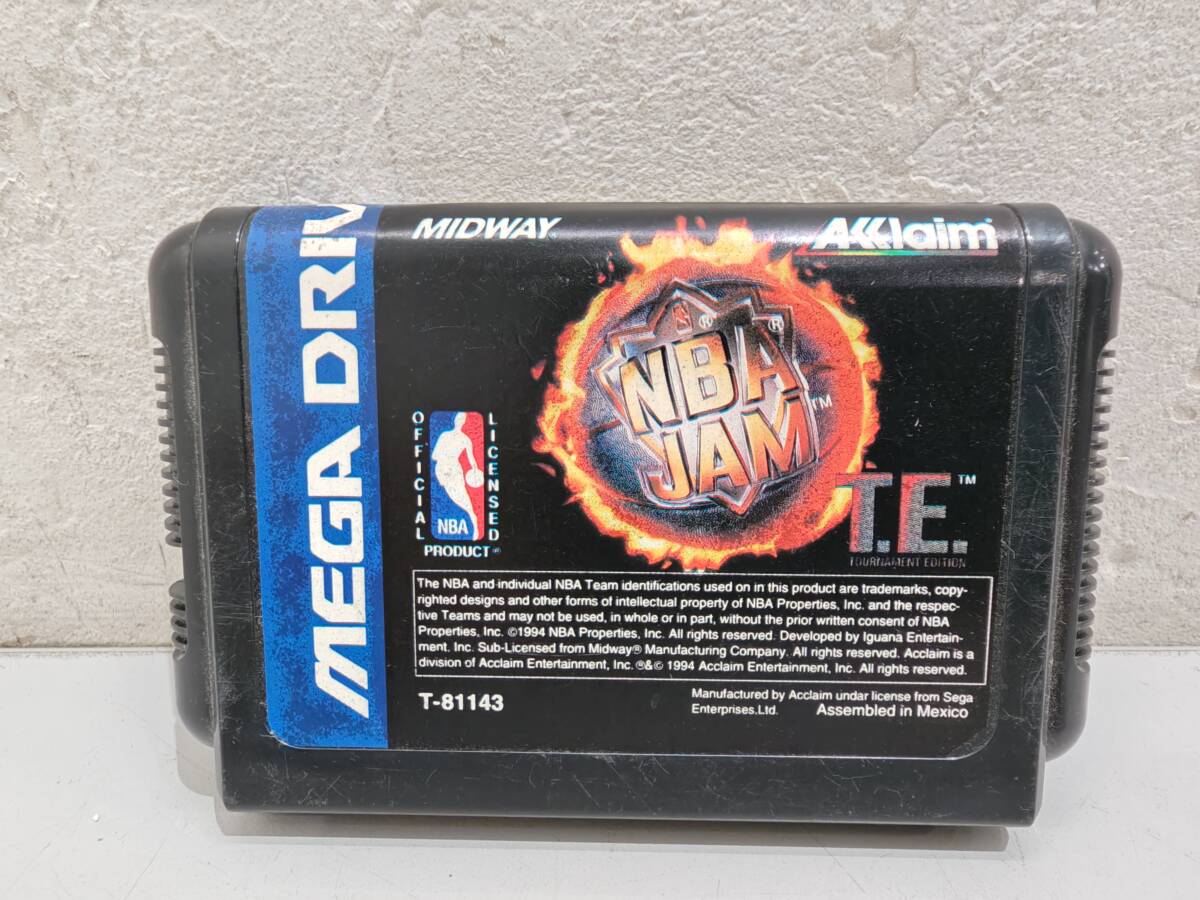 MEGA DRIV
MIDWAY
Acclaim
NBA
JAM™
T.E.™
TOURNAMENT EDITION
OFFICIAL
LICENSED
NBA
PRODUCT®
The NBA and individual NBA Team identifications used on in this product are trademarks, copy-
righted designs and other forms of intellectual property of NBA Properties, Inc. and the respec-
tive Teams and may not be used, in whole or in part, without the prior written consent of NBA
Properties, Inc. ©1994 NBA Properties, Inc. All rights reserved. Developed by Iguana Entertain-
ment. Inc. Sub-Licensed from Midway® Manufacturing Company. All rights reserved. Acclaim is a
division of Acclaim Entertainment, Inc. ®&© 1994 Acclaim Entertainment, Inc. All rights reserved.
T-81143
Manufactured by Acclaim undar license from Sega
Enterprises.Ltd. Assembled in Mexico